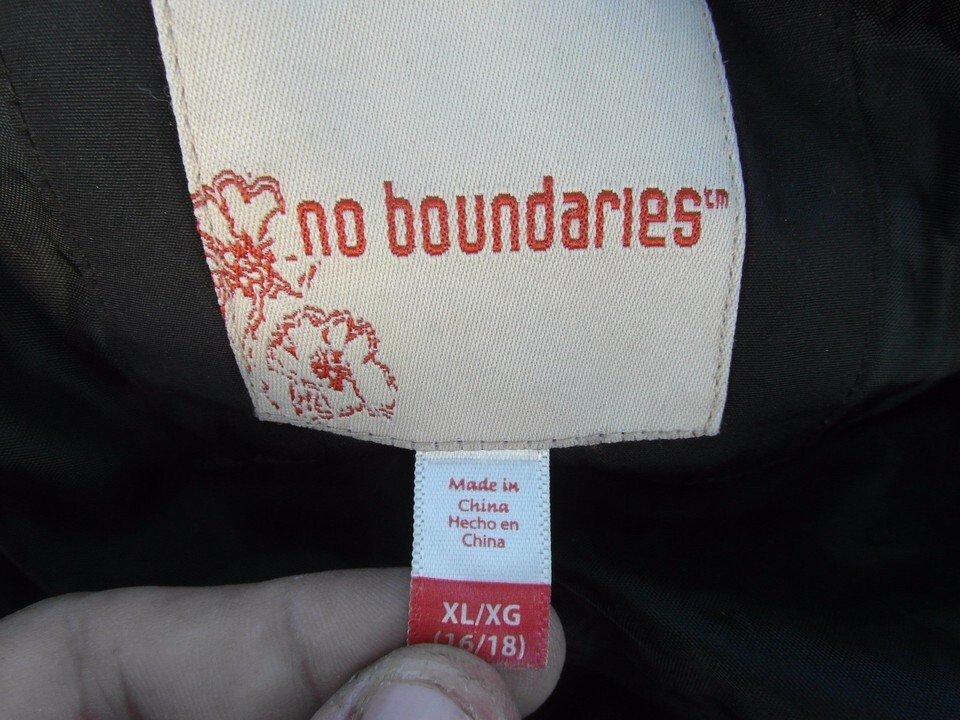 no boundaries™
Made in
China
Hecho en
China
XL/XG
(16/18)